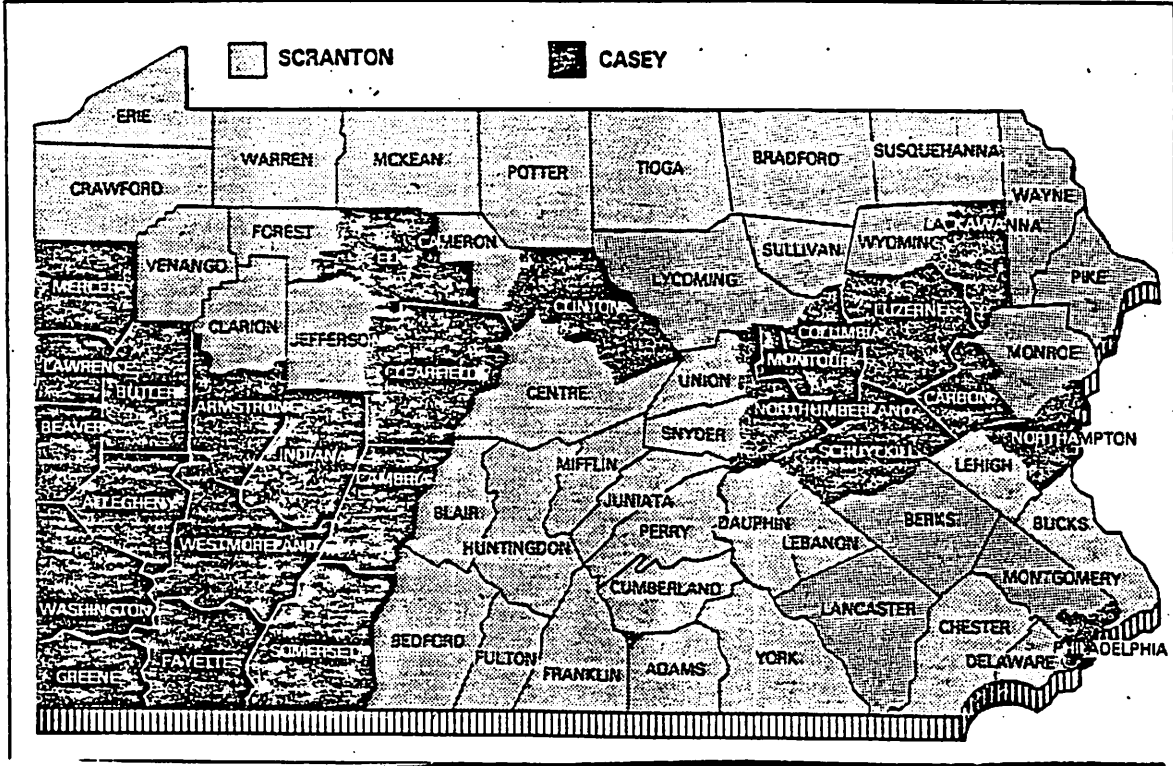 SCRANTON
CASEY
ERIE
CRAWFORD
WARREN
MCKEAN
POTTER
TIOGA
BRADFORD
SUSQUEHANNA
WAYNE
FOREST
CAMERON
VENANGO
SULLIVAN
WYOMING
LACKAWANNA
LYCOMING
PIKE
MERCER
CLARION
JEFFERSON
CLINTON
LUZERNE
COLUMBIA
MONTOUR
MONROE
LAWRENCE
BUTLER
CLEARFIELD
CENTRE
UNION
CARBON
ARMSTRONG
NORTHUMBERLAND
BEAVER
SNYDER
NORTHAMPTON
INDIANA
SCHUYLKILL
LEHIGH
MIFFLIN
CAMBRIA
ALLEGHENY
JUNIATA
BLAIR
PERRY
DAUPHIN
BERKS
BUCKS
WESTMORELAND
HUNTINGDON
LEBANON
CUMBERLAND
MONTGOMERY
WASHINGTON
LANCASTER
CHESTER
BEDFORD
SOMERSED
FULTON
FRANKLIN
ADAMS
YORK
DELAWARE
PHILADELPHIA
FAYETTE
GREENE